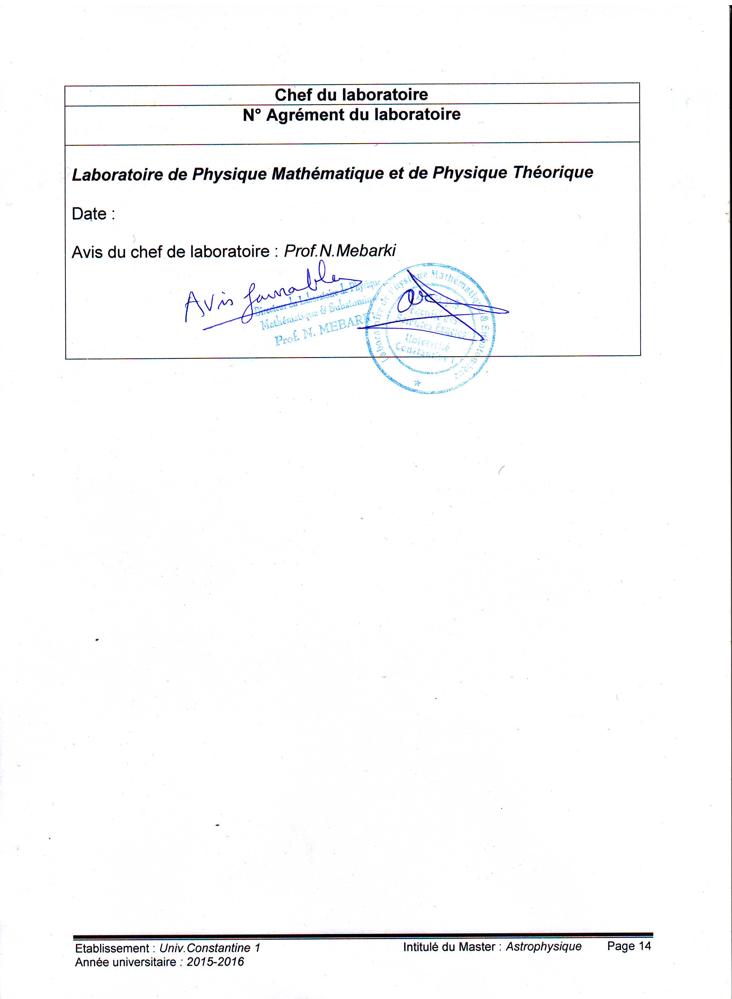 Chef du laboratoire
N° Agrément du laboratoire
Laboratoire de Physique Mathématique et de Physique Théorique
Date :
Avis du chef de laboratoire : Prof.N.Mebarki
Avis favorable
Directeur du Laboratoire de Physique
Mathématique & Subatomique
Prof. N. MEBARKI
Laboratoire de Physique Mathématique & Subatomique
Faculté des
Sciences Exactes
Université
Constantine 1
Etablissement : Univ.Constantine 1 Intitulé du Master : Astrophysique Page 14
Année universitaire : 2015-2016